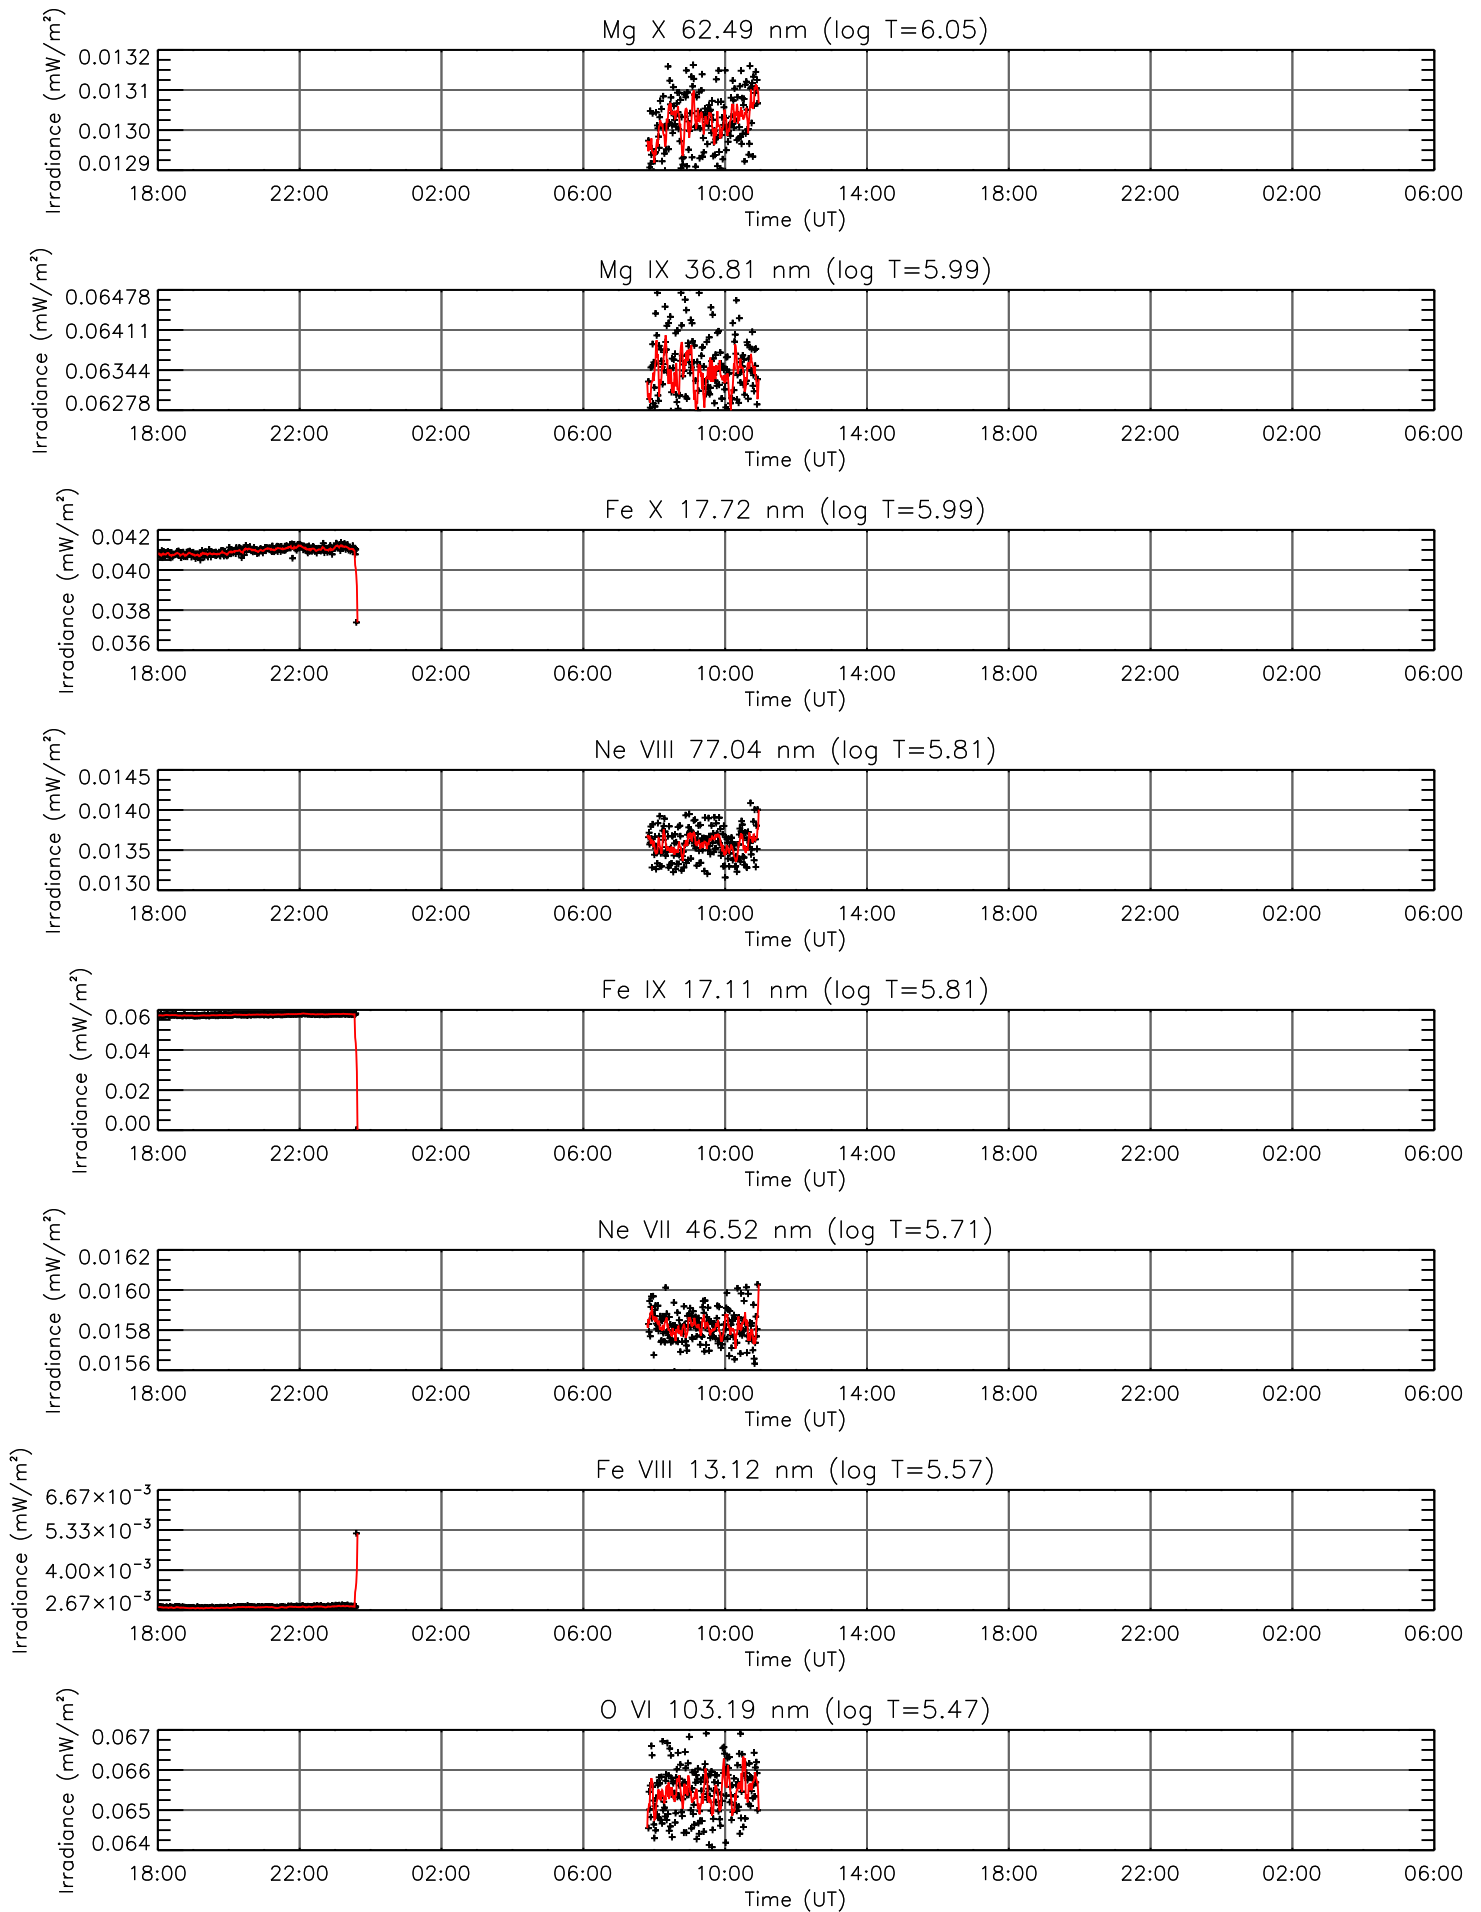 Mg X 62.49 nm (log T=6.05)
Irradiance (mW/m²)
0.0132
0.0131
0.0130
0.0129
18:00 22:00 02:00 06:00 10:00 14:00 18:00 22:00 02:00 06:00
Time (UT)
Mg IX 36.81 nm (log T=5.99)
Irradiance (mW/m²)
0.06478
0.06411
0.06344
0.06278
18:00 22:00 02:00 06:00 10:00 14:00 18:00 22:00 02:00 06:00
Time (UT)
Fe X 17.72 nm (log T=5.99)
Irradiance (mW/m²)
0.042
0.040
0.038
0.036
18:00 22:00 02:00 06:00 10:00 14:00 18:00 22:00 02:00 06:00
Time (UT)
Ne VIII 77.04 nm (log T=5.81)
Irradiance (mW/m²)
0.0145
0.0140
0.0135
0.0130
18:00 22:00 02:00 06:00 10:00 14:00 18:00 22:00 02:00 06:00
Time (UT)
Fe IX 17.11 nm (log T=5.81)
Irradiance (mW/m²)
0.06
0.04
0.02
0.00
18:00 22:00 02:00 06:00 10:00 14:00 18:00 22:00 02:00 06:00
Time (UT)
Ne VII 46.52 nm (log T=5.71)
Irradiance (mW/m²)
0.0162
0.0160
0.0158
0.0156
18:00 22:00 02:00 06:00 10:00 14:00 18:00 22:00 02:00 06:00
Time (UT)
Fe VIII 13.12 nm (log T=5.57)
Irradiance (mW/m²)
6.67×10⁻³
5.33×10⁻³
4.00×10⁻³
2.67×10⁻³
18:00 22:00 02:00 06:00 10:00 14:00 18:00 22:00 02:00 06:00
Time (UT)
O VI 103.19 nm (log T=5.47)
Irradiance (mW/m²)
0.067
0.066
0.065
0.064
18:00 22:00 02:00 06:00 10:00 14:00 18:00 22:00 02:00 06:00
Time (UT)